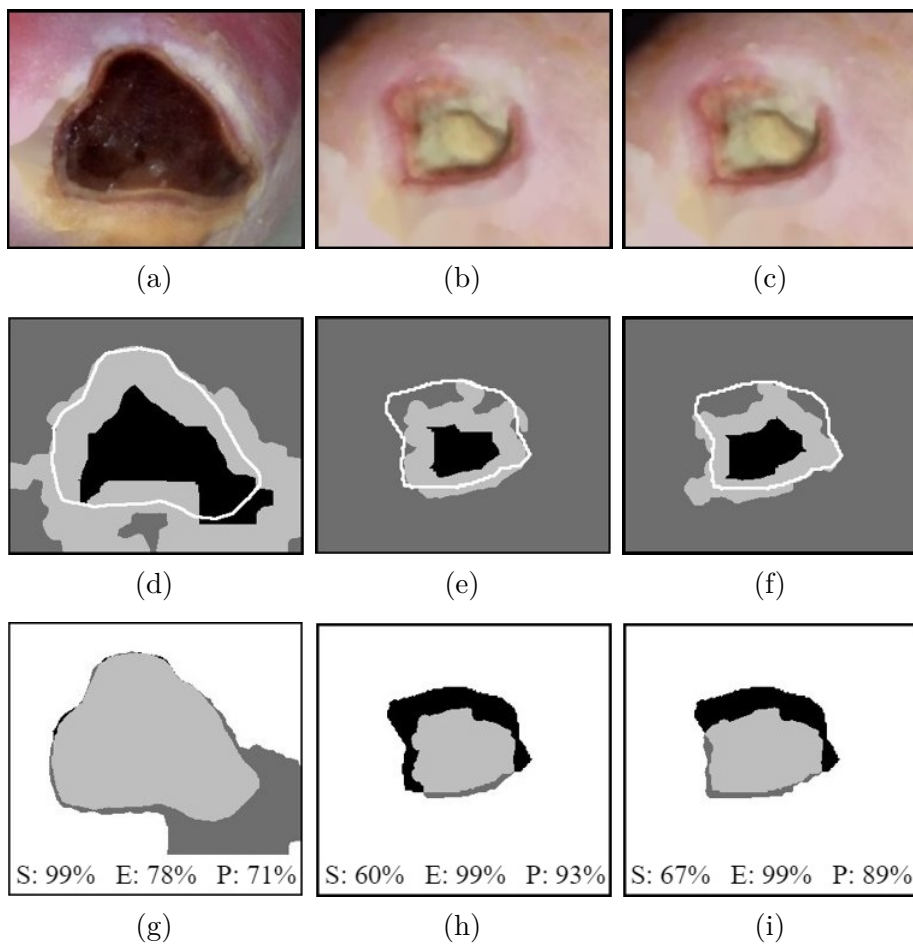 (a) (b) (c)
(d) (e) (f)
S: 99% E: 78% P: 71% S: 60% E: 99% P: 93% S: 67% E: 99% P: 89%
(g) (h) (i)